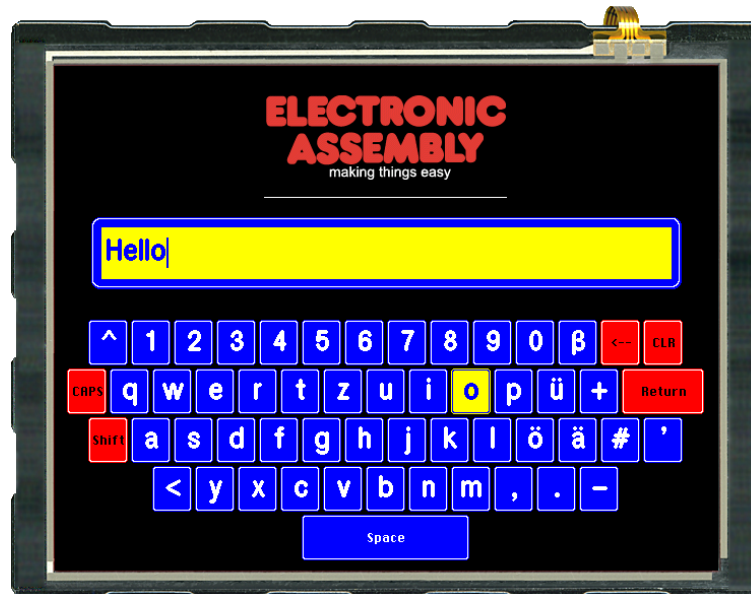 ELECTRONIC
ASSEMBLY
making things easy
Hello
^ 1 2 3 4 5 6 7 8 9 0 β <-- CLR
CAPS q w e r t z u i o p ü + Return
Shift a s d f g h j k l ö ä # '
< y x c v b n m , . -
Space